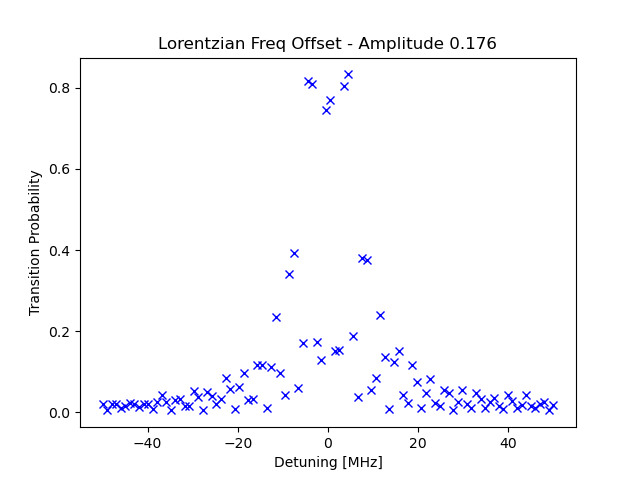 Lorentzian Freq Offset - Amplitude 0.176
0.8
0.6
0.4
0.2
0.0
Transition Probability
−40 −20 0 20 40
Detuning [MHz]